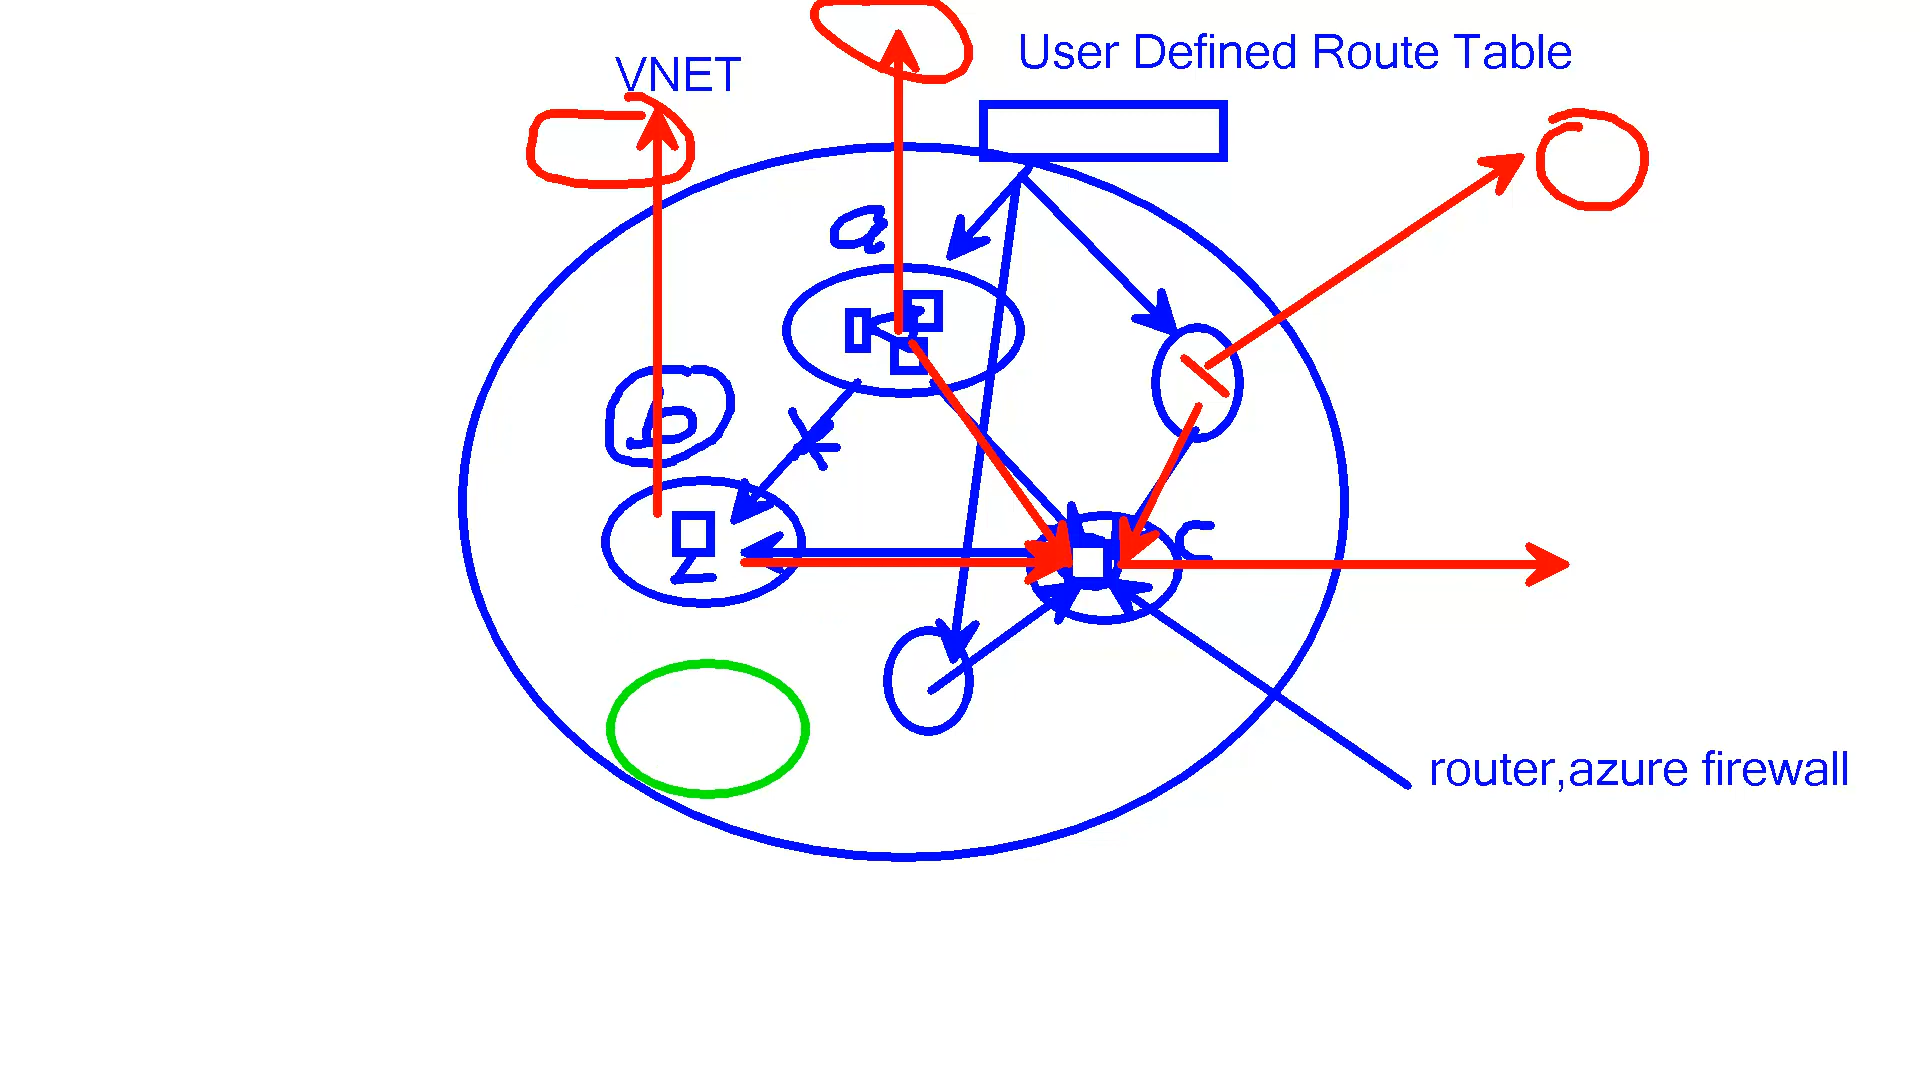 User Defined Route Table
VNET
a
b
c
router,azure firewall